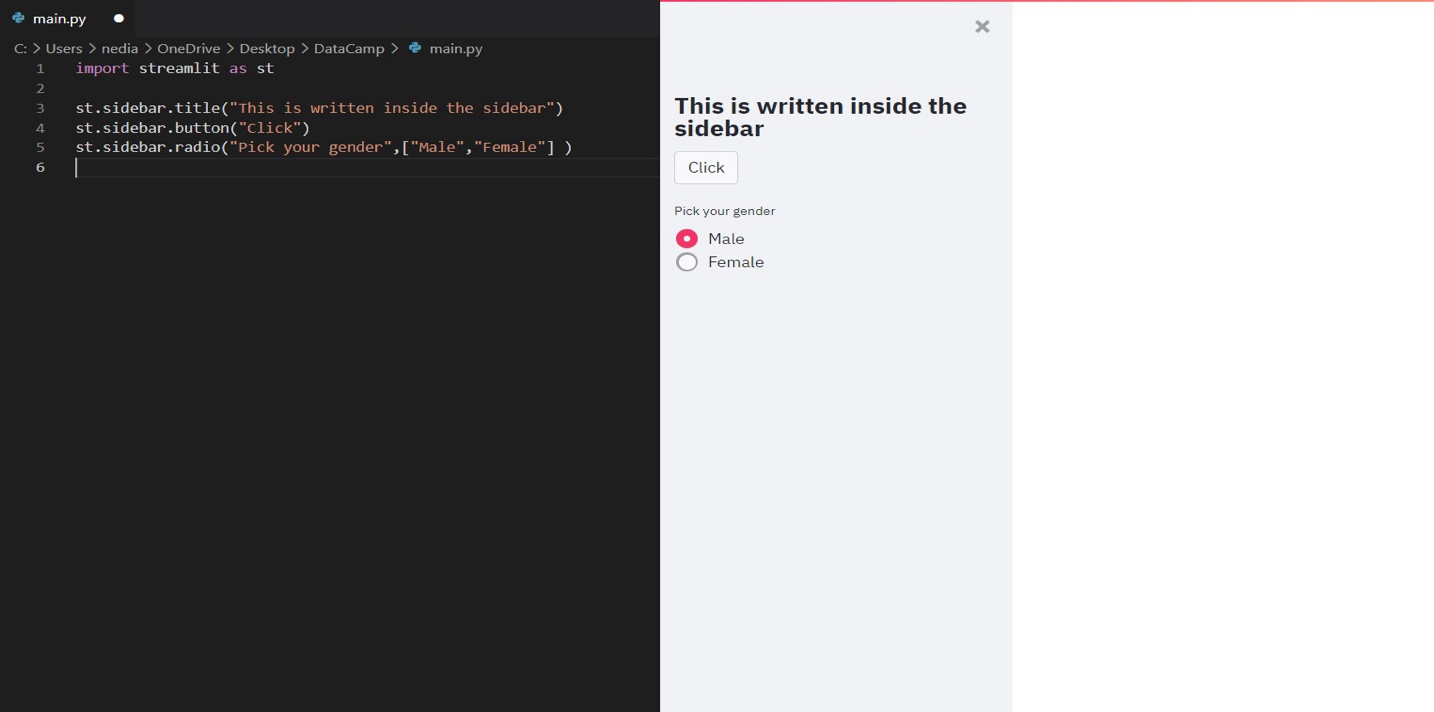 main.py
C: > Users > nedia > OneDrive > Desktop > DataCamp > main.py
1 import streamlit as st
2
3 st.sidebar.title("This is written inside the sidebar")
4 st.sidebar.button("Click")
5 st.sidebar.radio("Pick your gender",["Male","Female"] )
6
This is written inside the
sidebar
Click
Pick your gender
Male
Female